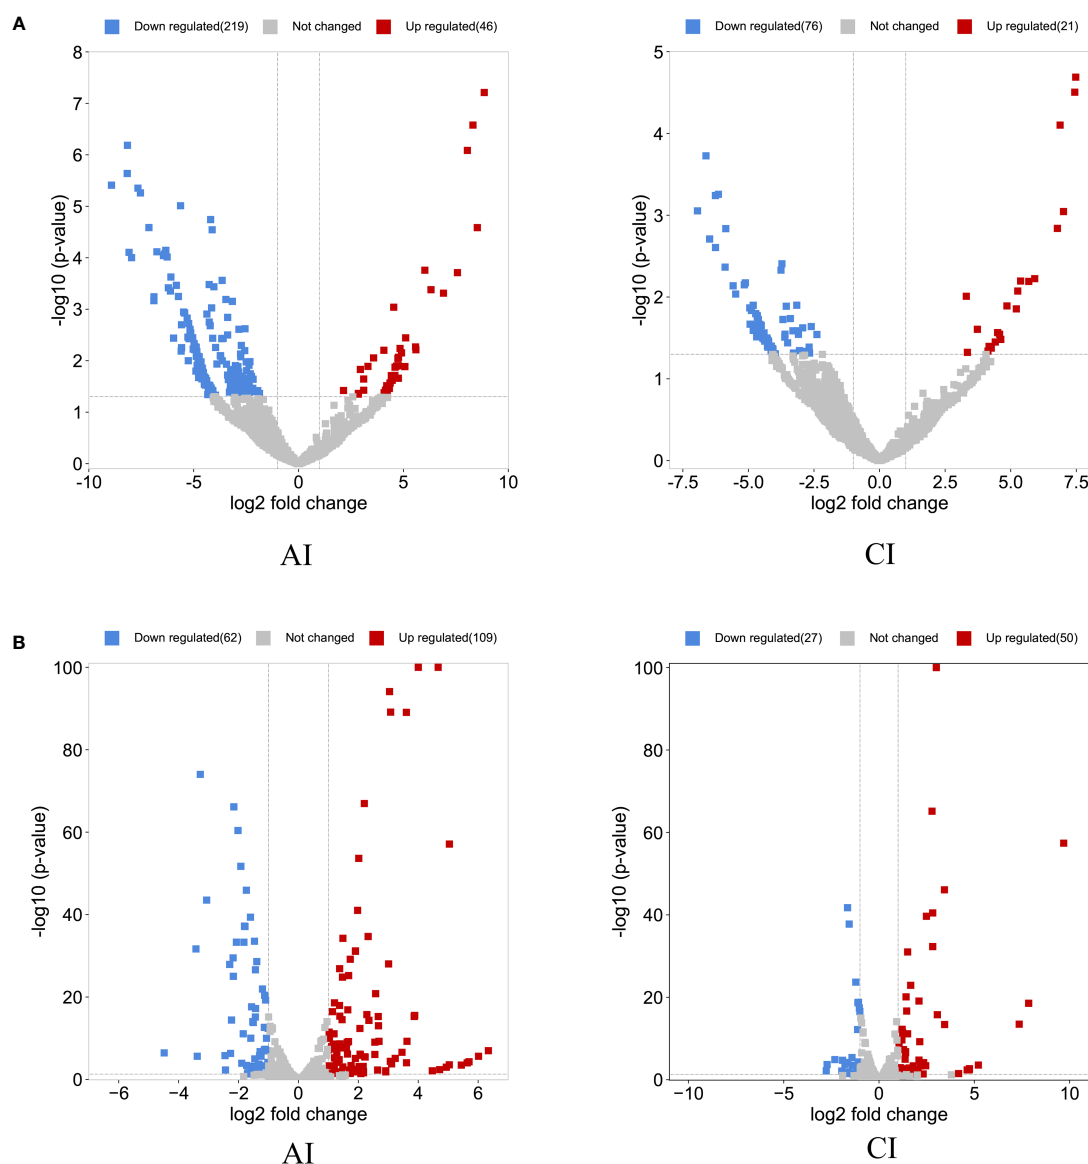 A
Down regulated(219) Not changed Up regulated(46)
8
7
6
5
4
3
2
1
0
-log10 (p-value)
-10 -5 0 5 10
log2 fold change
AI
Down regulated(76) Not changed Up regulated(21)
5
4
3
2
1
0
-log10 (p-value)
-7.5 -5.0 -2.5 0.0 2.5 5.0 7.5
log2 fold change
CI
B
Down regulated(62) Not changed Up regulated(109)
100
80
60
40
20
0
-log10 (p-value)
−6 −4 −2 0 2 4 6
log2 fold change
AI
Down regulated(27) Not changed Up regulated(50)
100
80
60
40
20
0
-log10 (p-value)
−10 −5 0 5 10
log2 fold change
CI